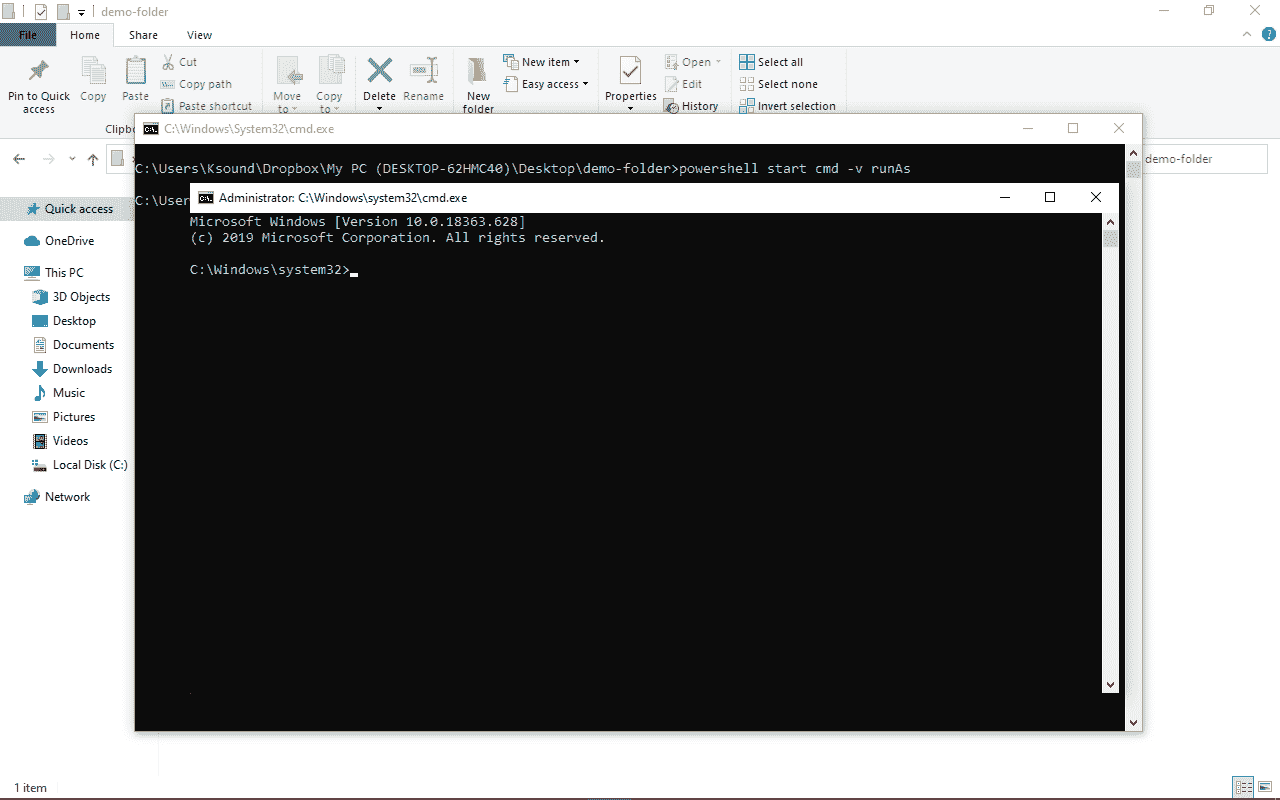 demo-folder
File Home Share View
Pin to Quick access
Copy
Paste
Cut
Copy path
Paste shortcut
Move to
Copy to
Delete
Rename
New folder
New item
Easy access
Properties
Open
Edit
History
Select all
Select none
Invert selection
C:\Windows\System32\cmd.exe
demo-folder
C:\Users\Ksound\Dropbox\My PC (DESKTOP-62HMC40)\Desktop\demo-folder>powershell start cmd -v runAs
C:\User
Administrator: C:\Windows\system32\cmd.exe
Microsoft Windows [Version 10.0.18363.628]
(c) 2019 Microsoft Corporation. All rights reserved.
C:\Windows\system32>
Quick access
OneDrive
This PC
3D Objects
Desktop
Documents
Downloads
Music
Pictures
Videos
Local Disk (C:)
Network
1 item